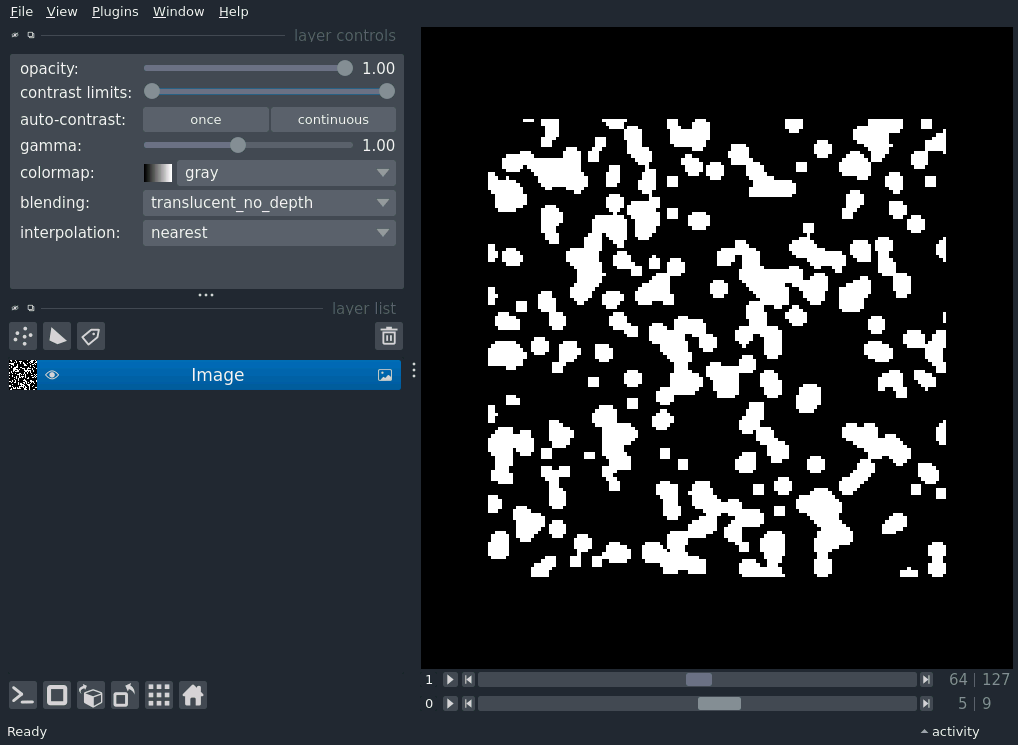 File View Plugins Window Help
layer controls
opacity: 1.00
contrast limits:
auto-contrast: once continuous
gamma: 1.00
colormap: gray
blending: translucent_no_depth
interpolation: nearest
layer list
Image
1 64 | 127
0 5 | 9
Ready activity